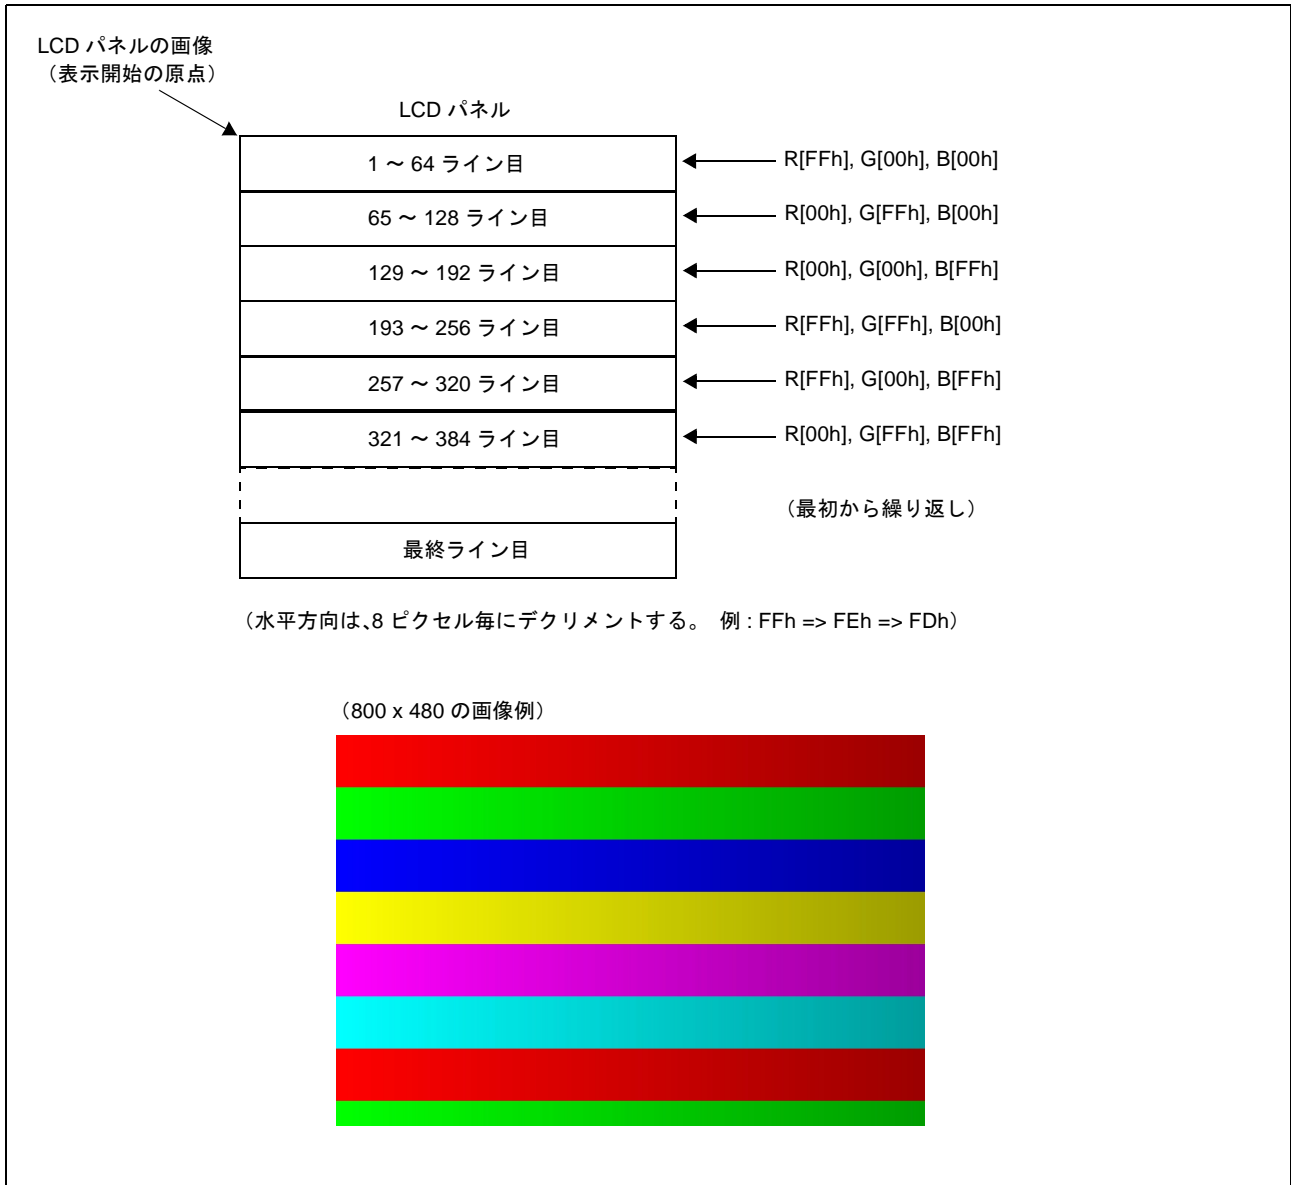 LCD パネルの画像
（表示開始の原点）
LCD パネル
1 ～ 64 ライン目
R[FFh], G[00h], B[00h]
65 ～ 128 ライン目
R[00h], G[FFh], B[00h]
129 ～ 192 ライン目
R[00h], G[00h], B[FFh]
193 ～ 256 ライン目
R[FFh], G[FFh], B[00h]
257 ～ 320 ライン目
R[FFh], G[00h], B[FFh]
321 ～ 384 ライン目
R[00h], G[FFh], B[FFh]
（最初から繰り返し）
最終ライン目
（水平方向は、8 ピクセル毎にデクリメントする。 例 : FFh => FEh => FDh）
（800 x 480 の画像例）